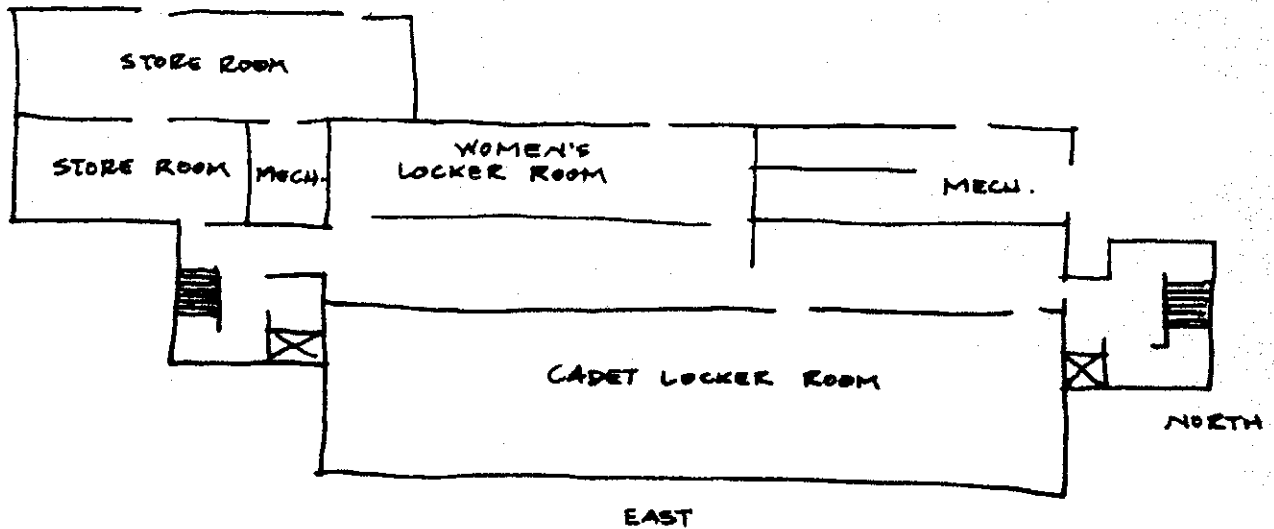 STORE ROOM
STORE ROOM
MECH.
WOMEN'S
LOCKER ROOM
MECH.
CADET LOCKER ROOM
NORTH
EAST